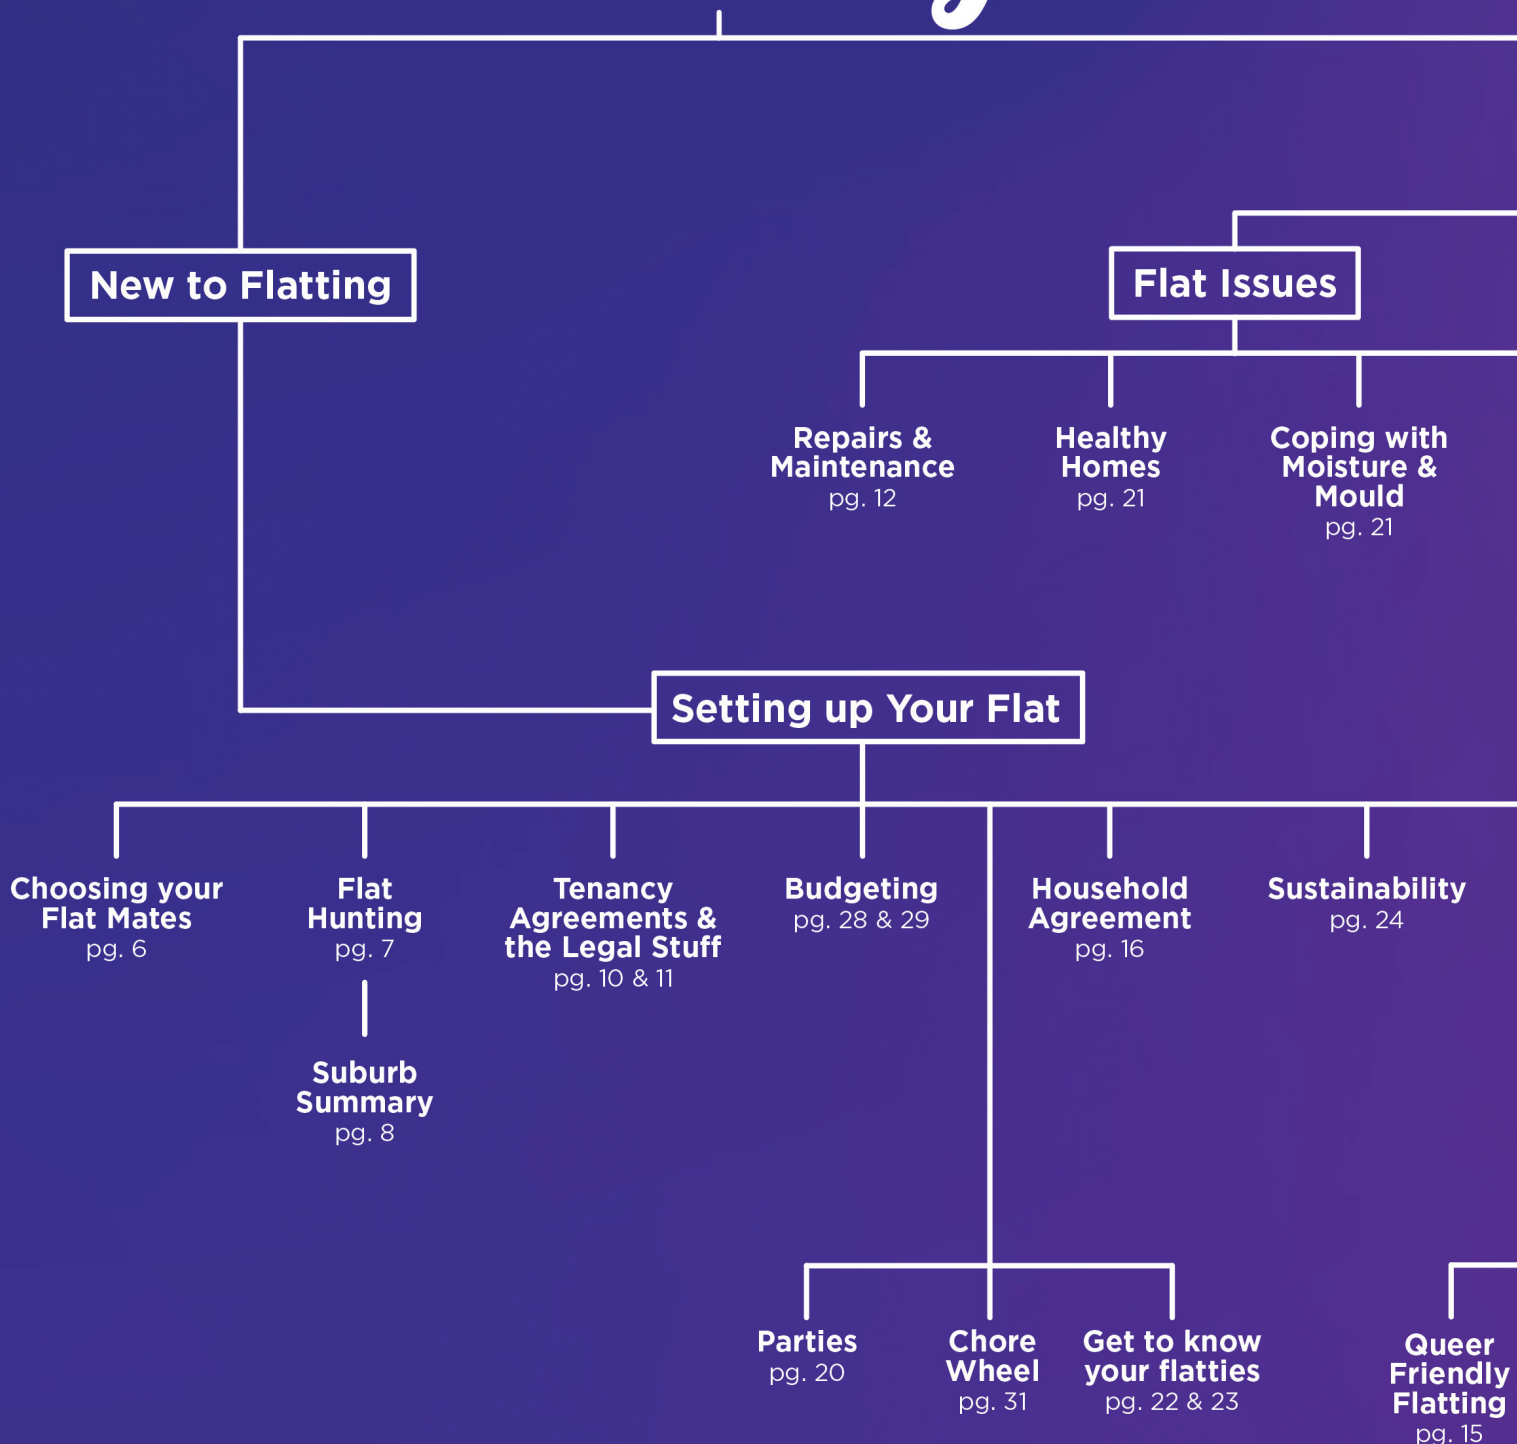 New to Flatting
Flat Issues
Repairs &
Maintenance
pg. 12
Healthy
Homes
pg. 21
Coping with
Moisture &
Mould
pg. 21
Setting up Your Flat
Choosing your
Flat Mates
pg. 6
Flat
Hunting
pg. 7
Tenancy
Agreements &
the Legal Stuff
pg. 10 & 11
Budgeting
pg. 28 & 29
Household
Agreement
pg. 16
Sustainability
pg. 24
Suburb
Summary
pg. 8
Parties
pg. 20
Chore
Wheel
pg. 31
Get to know
your flatties
pg. 22 & 23
Queer
Friendly
Flatting
pg. 15